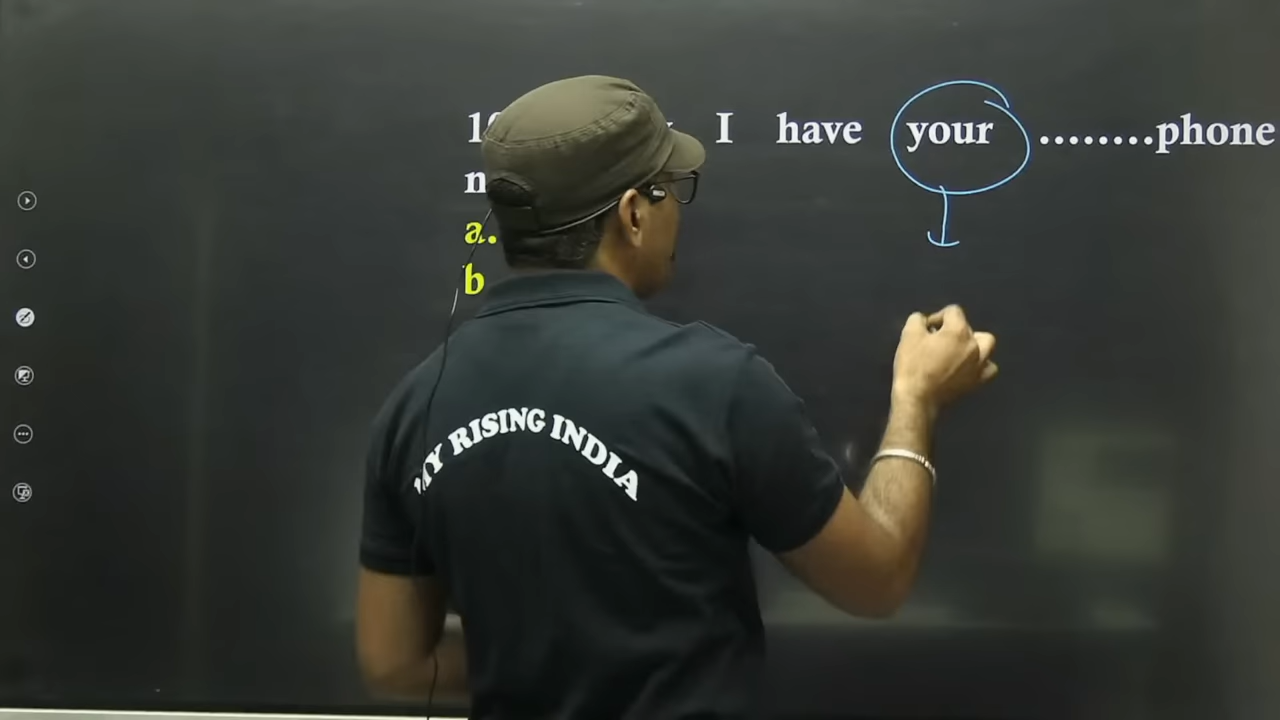 I have your ........phone
a.
b
MY RISING INDIA